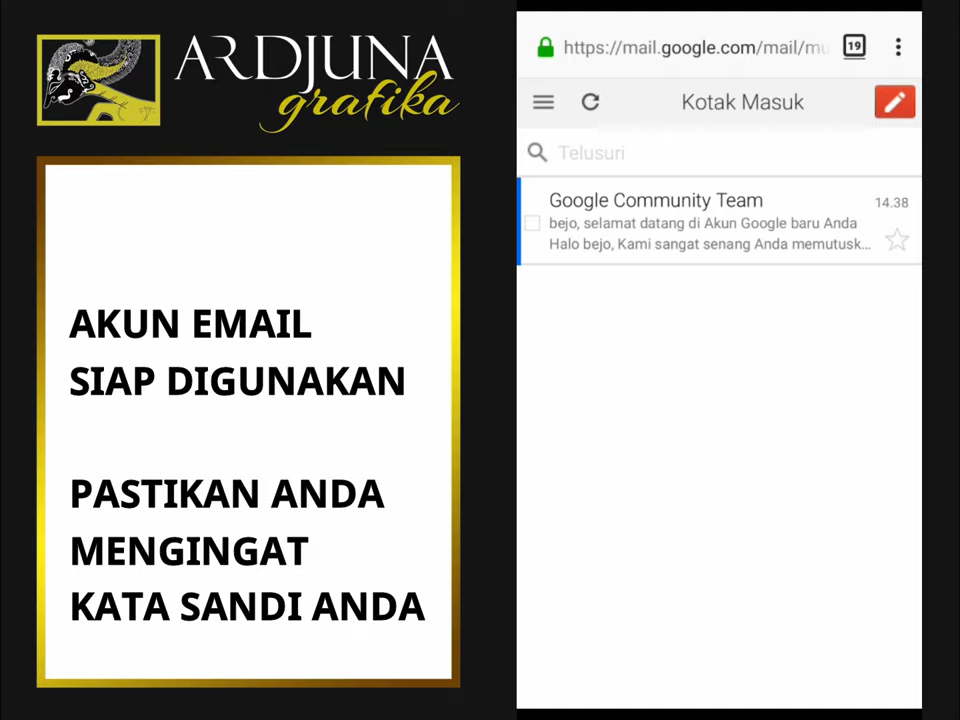 ARDJUNA
grafika
AKUN EMAIL
SIAP DIGUNAKAN
PASTIKAN ANDA
MENGINGAT
KATA SANDI ANDA
https://mail.google.com/mail/mu
19
Kotak Masuk
Telusuri
Google Community Team
14.38
bejo, selamat datang di Akun Google baru Anda
Halo bejo, Kami sangat senang Anda memutusk...